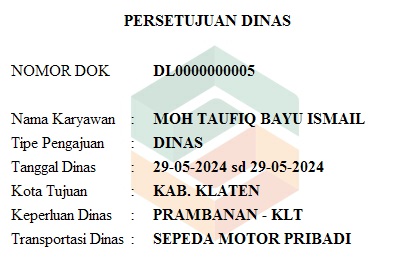 PERSETUJUAN DINAS
NOMOR DOK DL0000000005
Nama Karyawan : MOH TAUFIQ BAYU ISMAIL
Tipe Pengajuan : DINAS
Tanggal Dinas : 29-05-2024 sd 29-05-2024
Kota Tujuan : KAB. KLATEN
Keperluan Dinas : PRAMBANAN - KLT
Transportasi Dinas : SEPEDA MOTOR PRIBADI